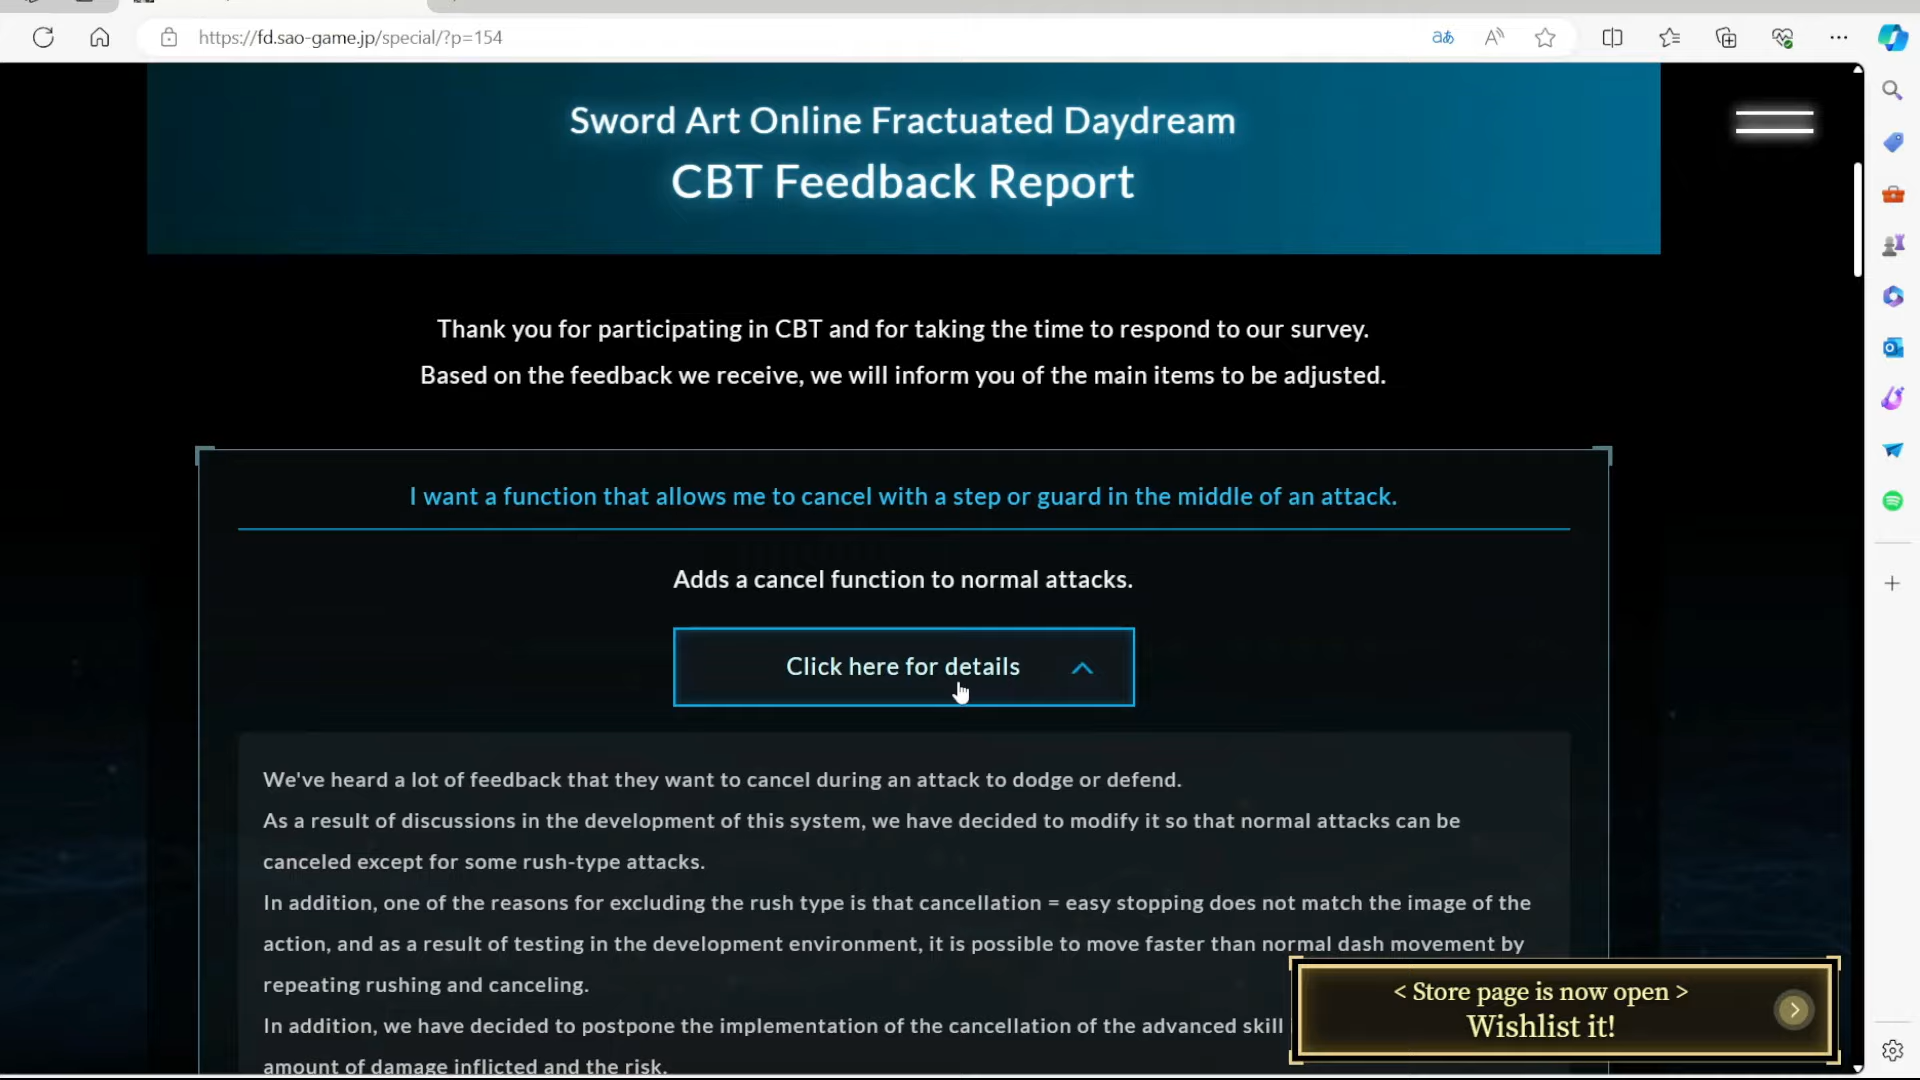 https://fd.sao-game.jp/special/?p=154
Sword Art Online Fractuated Daydream
CBT Feedback Report
Thank you for participating in CBT and for taking the time to respond to our survey.
Based on the feedback we receive, we will inform you of the main items to be adjusted.
I want a function that allows me to cancel with a step or guard in the middle of an attack.
Adds a cancel function to normal attacks.
Click here for details
We've heard a lot of feedback that they want to cancel during an attack to dodge or defend.
As a result of discussions in the development of this system, we have decided to modify it so that normal attacks can be
canceled except for some rush-type attacks.
In addition, one of the reasons for excluding the rush type is that cancellation = easy stopping does not match the image of the
action, and as a result of testing in the development environment, it is possible to move faster than normal dash movement by
repeating rushing and canceling.
In addition, we have decided to postpone the implementation of the cancellation of the advanced skill
amount of damage inflicted and the risk.
< Store page is now open >
Wishlist it!